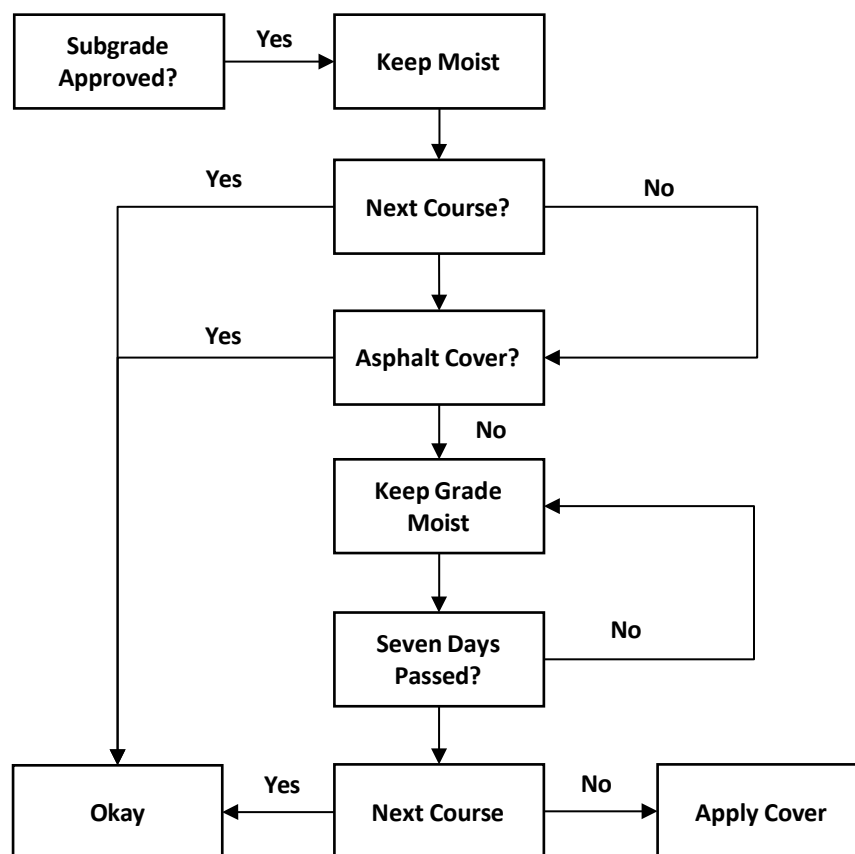 Subgrade
Approved?
Yes
Keep Moist
Yes
Next Course?
No
Yes
Asphalt Cover?
No
Keep Grade
Moist
Seven Days
Passed?
No
Okay
Yes
Next Course
No
Apply Cover